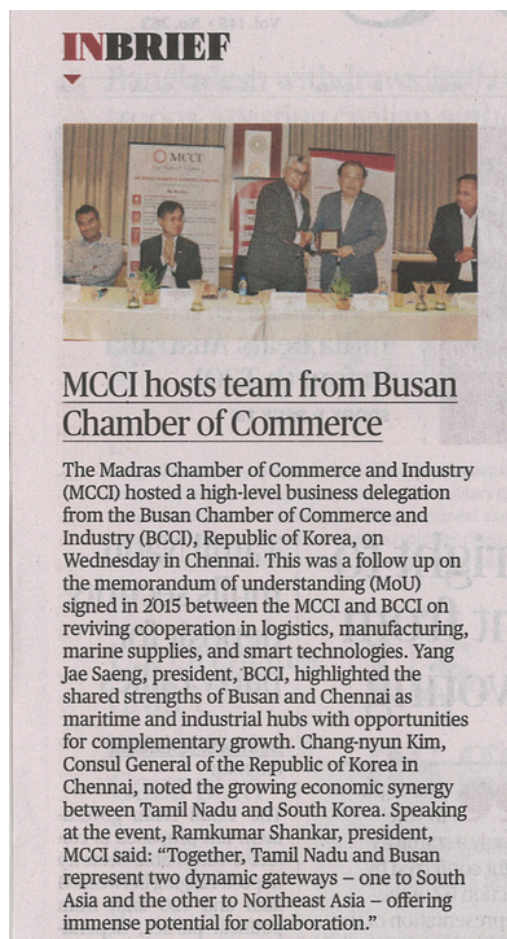 INBRIEF
MCCI
MCCI hosts team from Busan
Chamber of Commerce
The Madras Chamber of Commerce and Industry
(MCCI) hosted a high-level business delegation
from the Busan Chamber of Commerce and
Industry (BCCI), Republic of Korea, on
Wednesday in Chennai. This was a follow up on
the memorandum of understanding (MoU)
signed in 2015 between the MCCI and BCCI on
reviving cooperation in logistics, manufacturing,
marine supplies, and smart technologies. Yang
Jae Saeng, president, BCCI, highlighted the
shared strengths of Busan and Chennai as
maritime and industrial hubs with opportunities
for complementary growth. Chang-nyun Kim,
Consul General of the Republic of Korea in
Chennai, noted the growing economic synergy
between Tamil Nadu and South Korea. Speaking
at the event, Ramkumar Shankar, president,
MCCI said: “Together, Tamil Nadu and Busan
represent two dynamic gateways – one to South
Asia and the other to Northeast Asia – offering
immense potential for collaboration.”